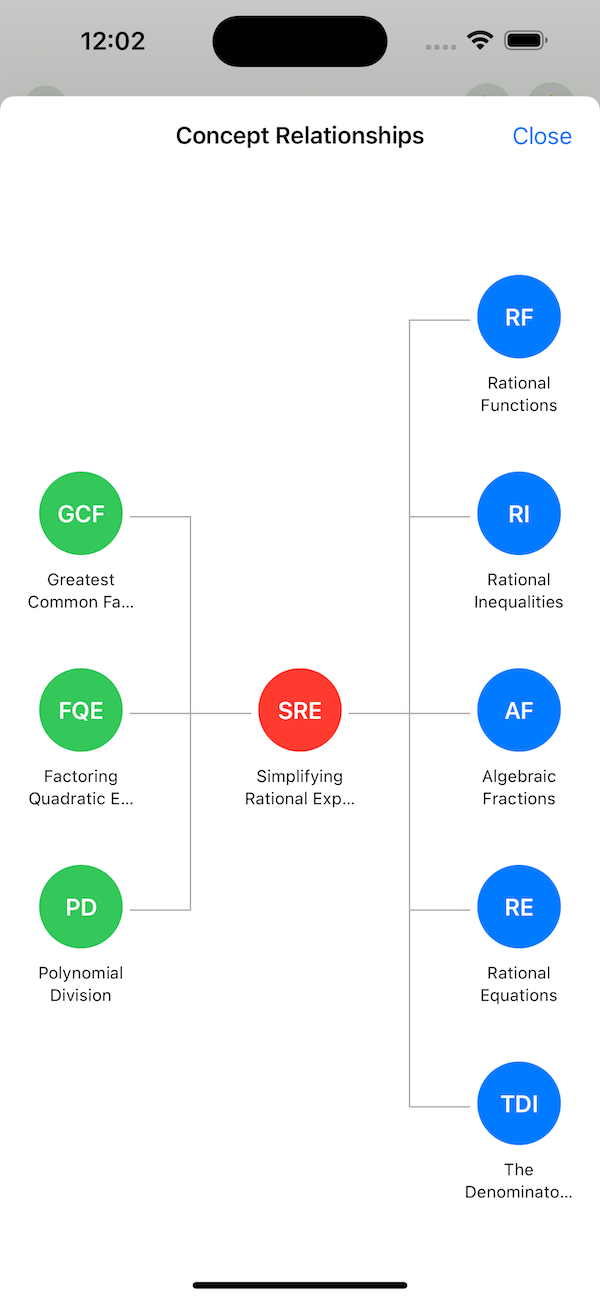 12:02
Concept Relationships
Close
RF
Rational
Functions
GCF
Greatest
Common Fa...
RI
Rational
Inequalities
FQE
Factoring
Quadratic E...
SRE
Simplifying
Rational Exp...
AF
Algebraic
Fractions
PD
Polynomial
Division
RE
Rational
Equations
TDI
The
Denominato...